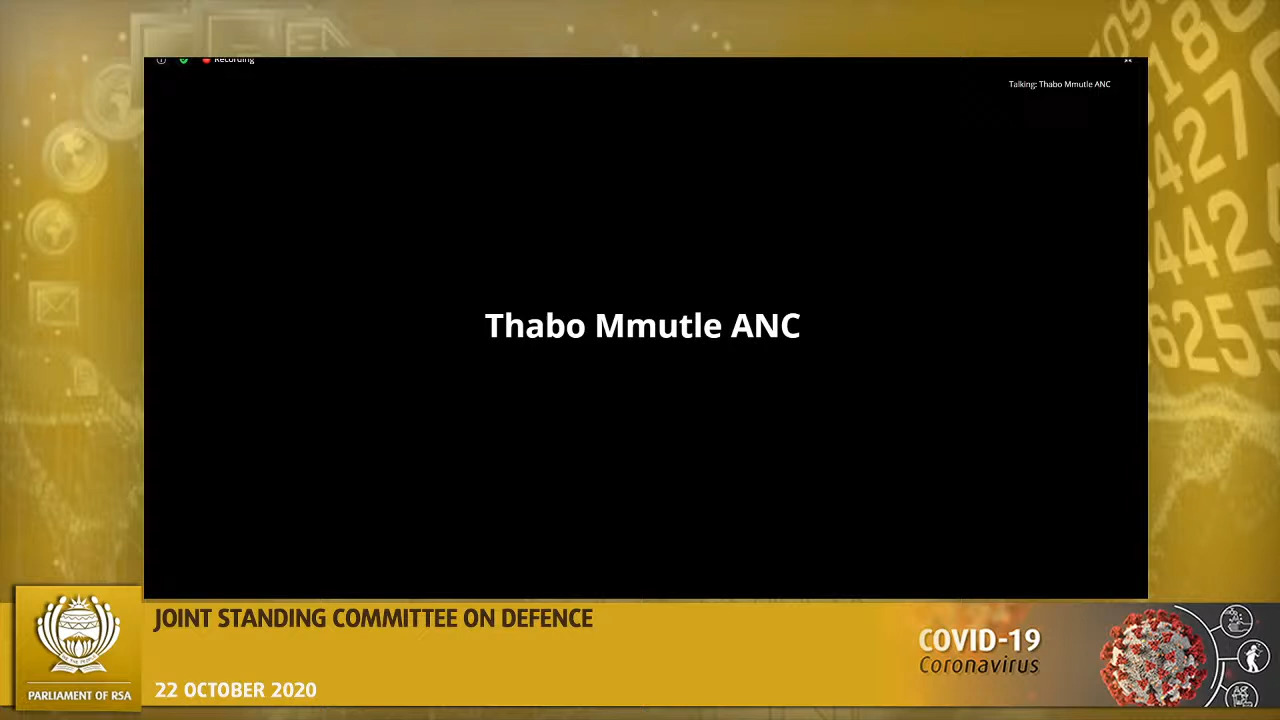 Recording
Talking: Thabo Mmutle ANC
Thabo Mmutle ANC
JOINT STANDING COMMITTEE ON DEFENCE
22 OCTOBER 2020
PARLIAMENT OF RSA
COVID-19
Coronavirus